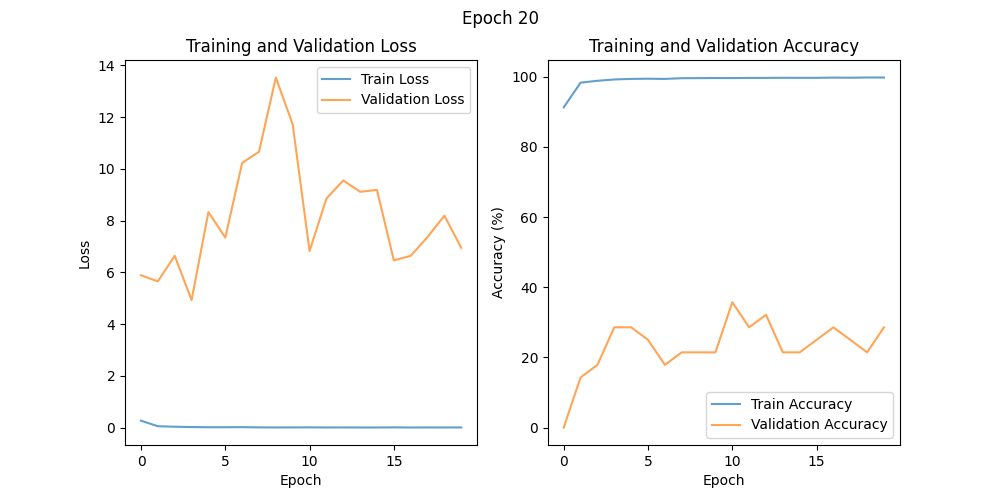 Epoch 20
Training and Validation Loss
14
12
10
8
6
4
2
0
Loss
0 5 10 15
Epoch
Train Loss
Validation Loss
Training and Validation Accuracy
100
80
60
40
20
0
Accuracy (%)
0 5 10 15
Epoch
Train Accuracy
Validation Accuracy